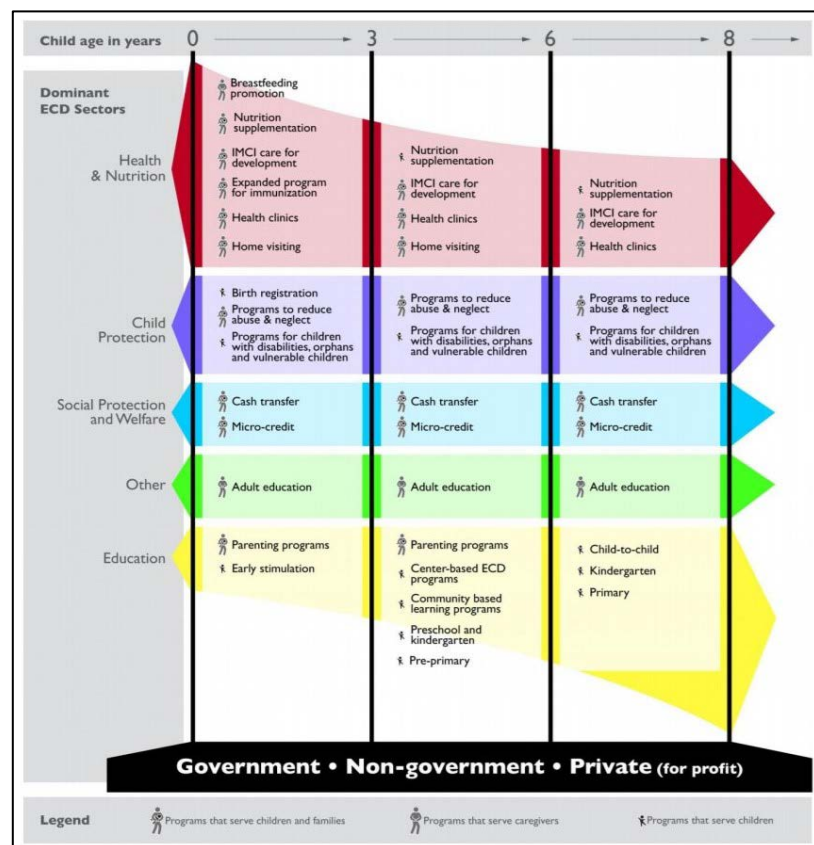 Child age in years 0 3 6 8
Dominant
ECD Sectors
Health
& Nutrition
Breastfeeding
promotion
Nutrition
supplementation
IMCI care for
development
Expanded program
for immunization
Health clinics
Home visiting
Nutrition
supplementation
IMCI care for
development
Health clinics
Home visiting
Nutrition
supplementation
IMCI care for
development
Health clinics
Child
Protection
Birth registration
Programs to reduce
abuse & neglect
Programs for children
with disabilities, orphans
and vulnerable children
Programs to reduce
abuse & neglect
Programs for children
with disabilities, orphans
and vulnerable children
Programs to reduce
abuse & neglect
Programs for children
with disabilities, orphans
and vulnerable children
Social Protection
and Welfare
Cash transfer
Micro-credit
Cash transfer
Micro-credit
Cash transfer
Micro-credit
Other
Adult education
Adult education
Adult education
Education
Parenting programs
Early stimulation
Parenting programs
Center-based ECD
programs
Community based
learning programs
Preschool and
kindergarten
Pre-primary
Child-to-child
Kindergarten
Primary
Government • Non-government • Private (for profit)
Legend
Programs that serve children and families
Programs that serve caregivers
Programs that serve children